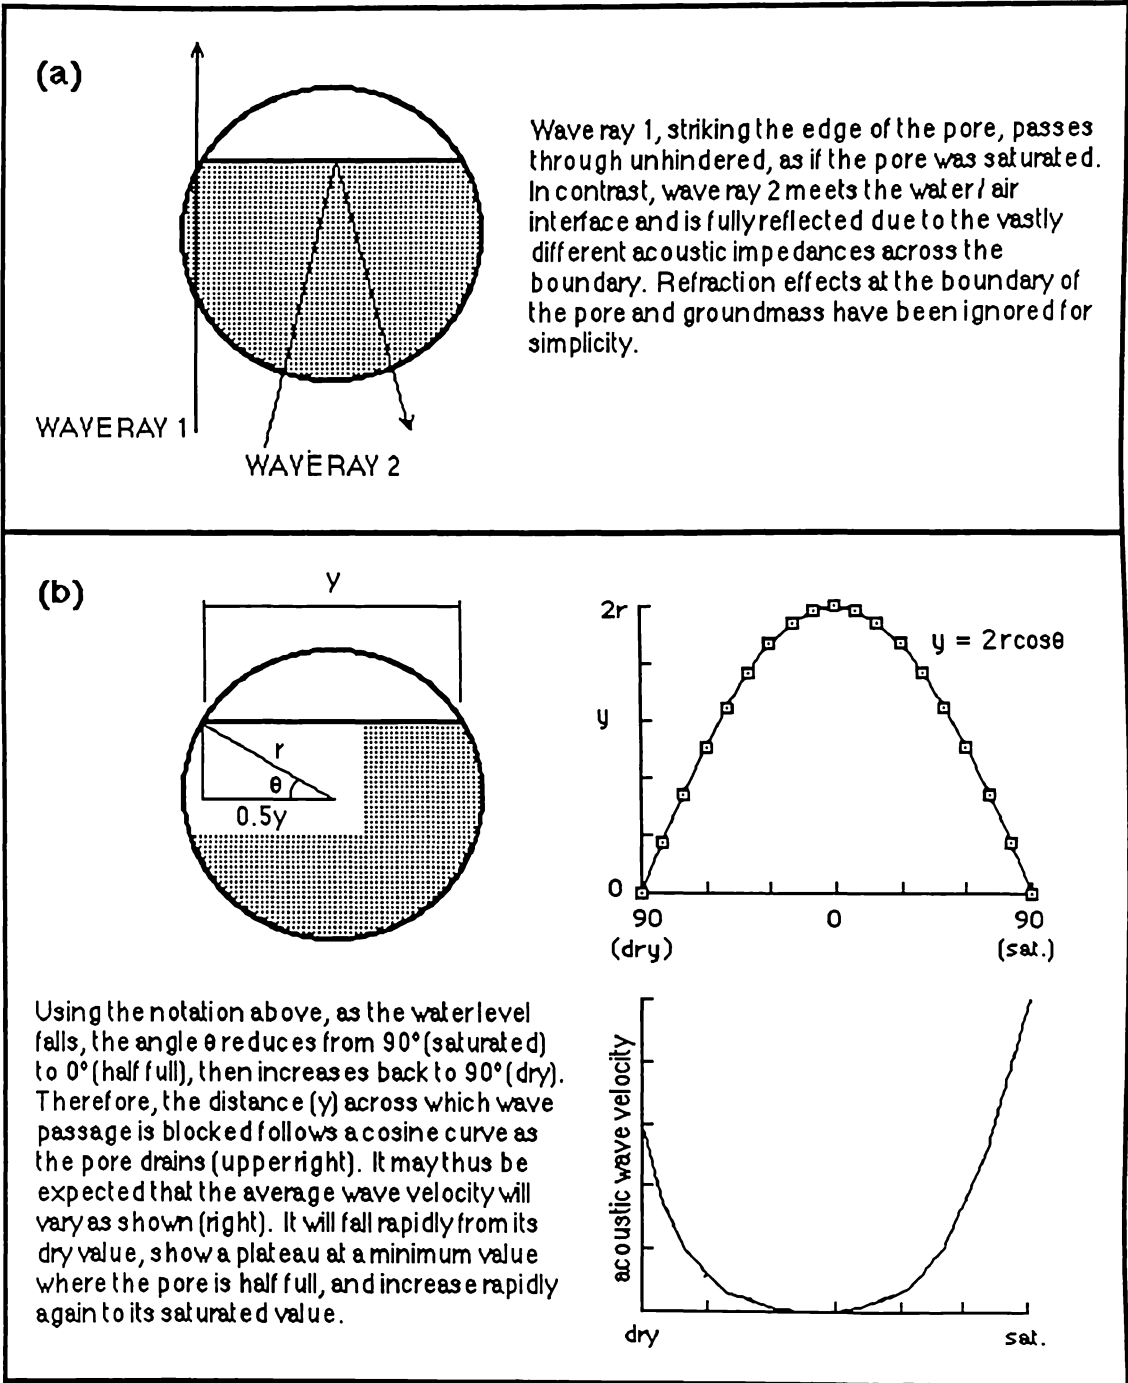 (a)
Wave ray 1, striking the edge of the pore, passes
through unhindered, as if the pore was saturated.
In contrast, wave ray 2 meets the water/ air
interface and is fully reflected due to the vastly
different acoustic impedances across the
boundary. Refraction effects at the boundary of
the pore and groundmass have been ignored for
simplicity.
WAVE RAY 1
WAVE RAY 2
(b)
y
r
θ
0.5y
2r
y = 2rcosθ
y
0
90
0
90
(dry)
(sat.)
Using the notation above, as the water level
falls, the angle θ reduces from 90° (saturated)
to 0° (half full), then increases back to 90° (dry).
Therefore, the distance (y) across which wave
passage is blocked follows a cosine curve as
the pore drains (upper right). It may thus be
expected that the average wave velocity will
vary as shown (right). It will fall rapidly from its
dry value, show a plateau at a minimum value
where the pore is half full, and increase rapidly
again to its saturated value.
acoustic wave velocity
dry
sat.